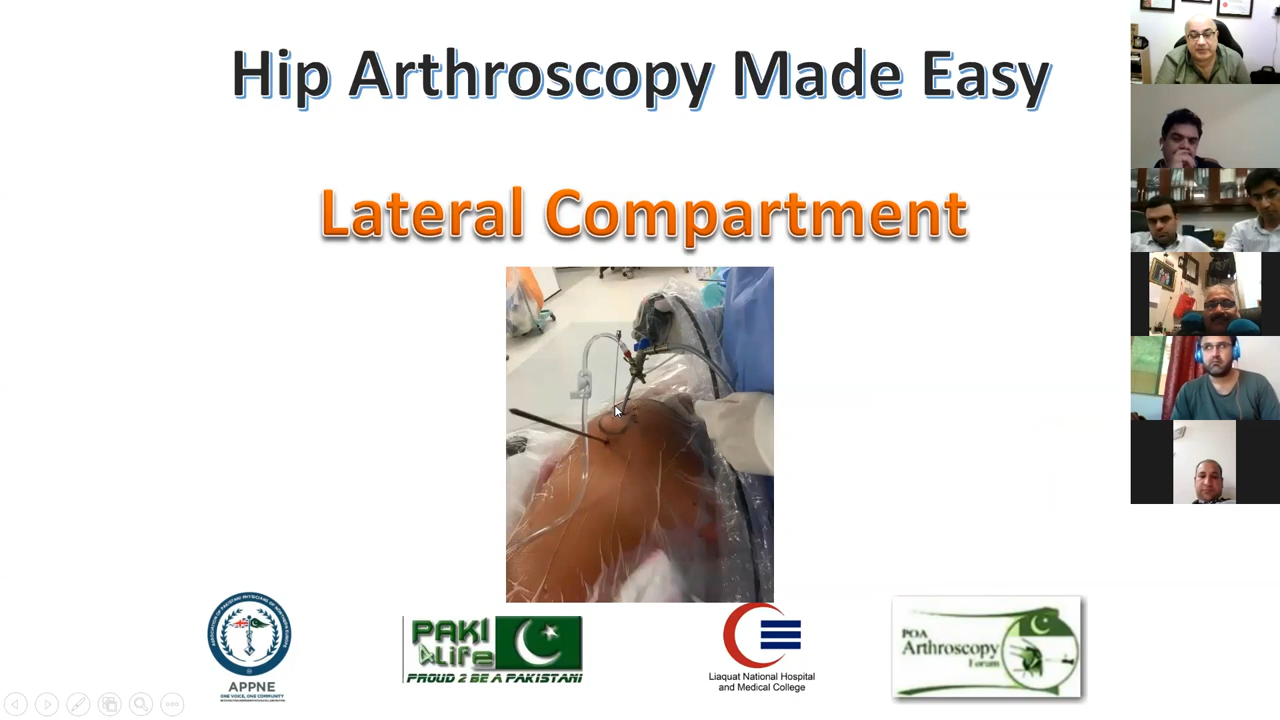 Hip Arthroscopy Made Easy
Lateral Compartment
APPNE
ONE VOICE, ONE COMMUNITY
PAKI
4Life
PROUD 2 BE A PAKISTANI
Liaquat National Hospital
and Medical College
POA
Arthroscopy
Forum